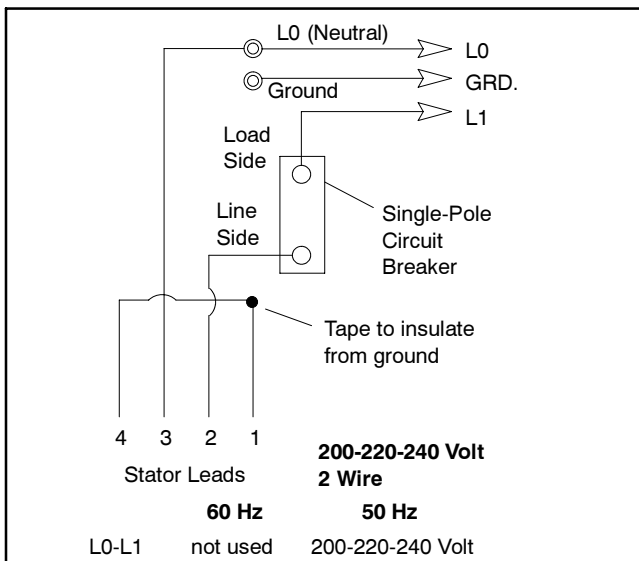 L0 (Neutral)
L0
Ground
GRD.
L1
Load
Side
Line
Side
Single-Pole
Circuit
Breaker
Tape to insulate
from ground
4 3 2 1
Stator Leads
200-220-240 Volt
2 Wire
60 Hz 50 Hz
L0-L1 not used 200-220-240 Volt